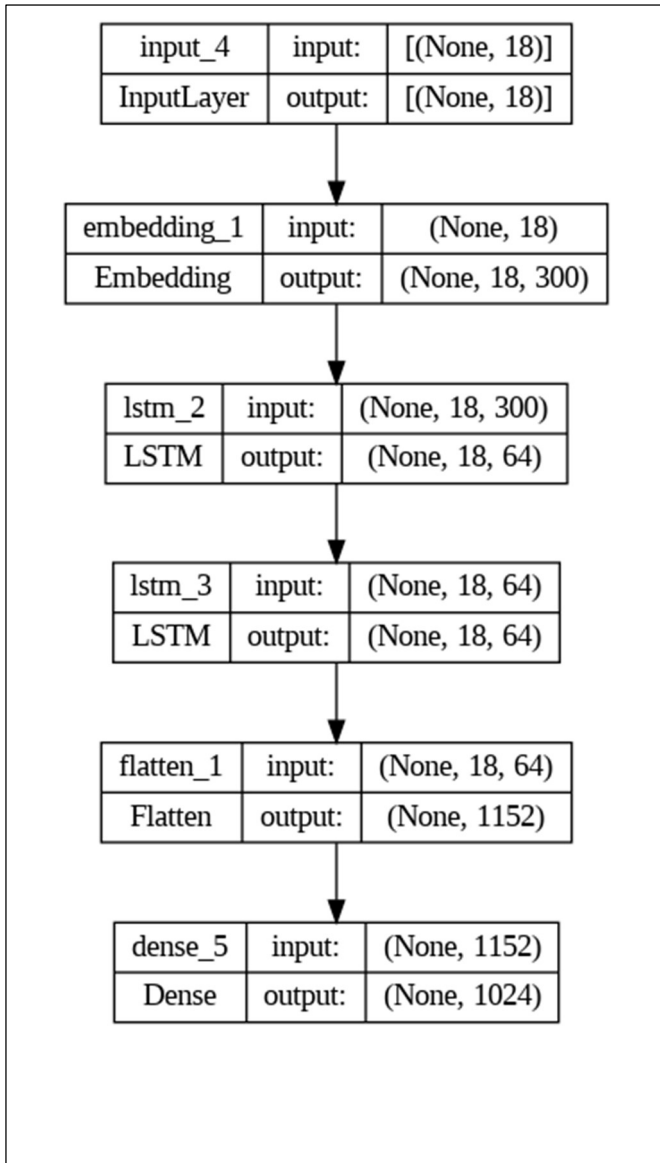 input_4 input: [(None, 18)]
InputLayer output: [(None, 18)]
embedding_1 input: (None, 18)
Embedding output: (None, 18, 300)
lstm_2 input: (None, 18, 300)
LSTM output: (None, 18, 64)
lstm_3 input: (None, 18, 64)
LSTM output: (None, 18, 64)
flatten_1 input: (None, 18, 64)
Flatten output: (None, 1152)
dense_5 input: (None, 1152)
Dense output: (None, 1024)